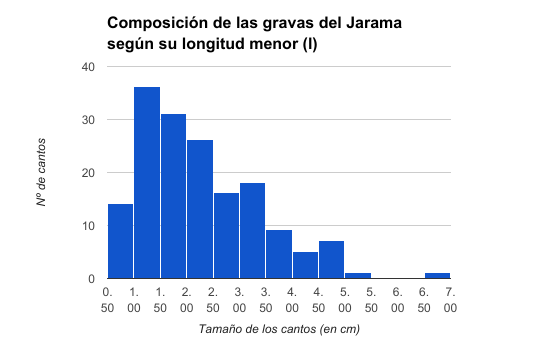 Composición de las gravas del Jarama
según su longitud menor (l)
40
30
20
10
0
Nº de cantos
0. 1. 1. 2. 2. 3. 3. 4. 4. 5. 5. 6. 6. 7.
50 00 50 00 50 00 50 00 50 00 50 00 50 00
Tamaño de los cantos (en cm)